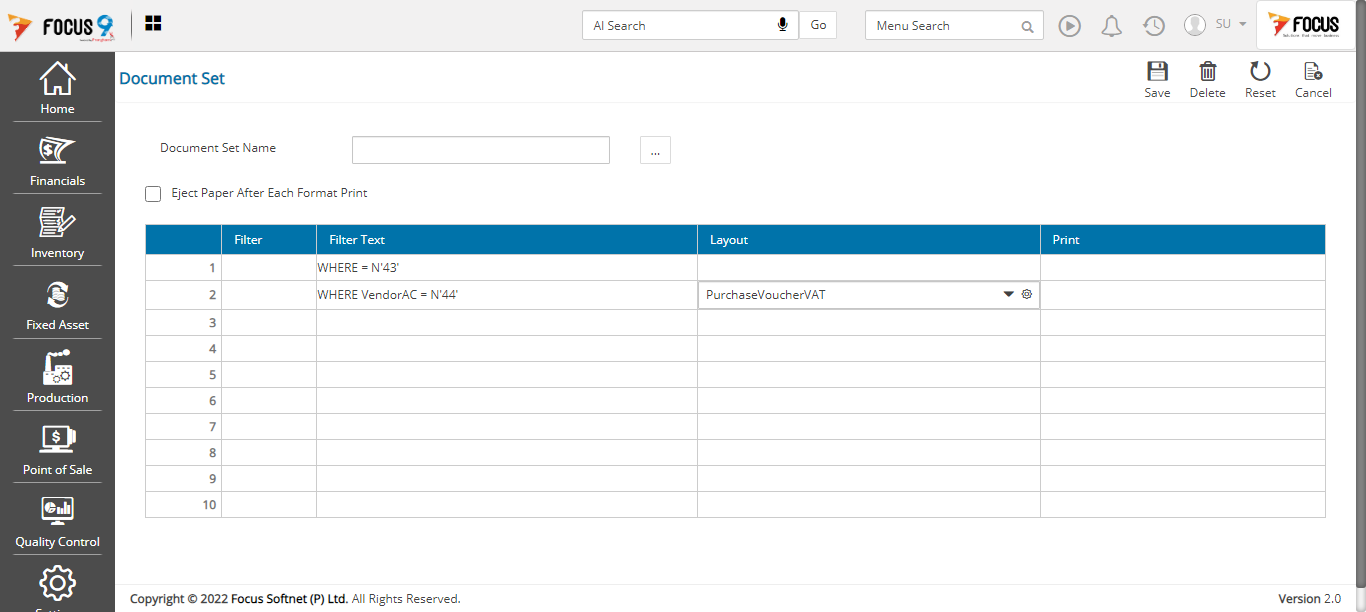 FOCUS 9
AI Search
Go
Menu Search
SU
FOCUS
Home
Financials
Inventory
Fixed Asset
Production
Point of Sale
Quality Control
Document Set
Save
Delete
Reset
Cancel
Document Set Name
...
Eject Paper After Each Format Print
Filter Filter Text Layout Print
1 WHERE = N'43'
2 WHERE VendorAC = N'44' PurchaseVoucherVAT
3
4
5
6
7
8
9
10
Copyright © 2022 Focus Softnet (P) Ltd. All Rights Reserved.
Version 2.0